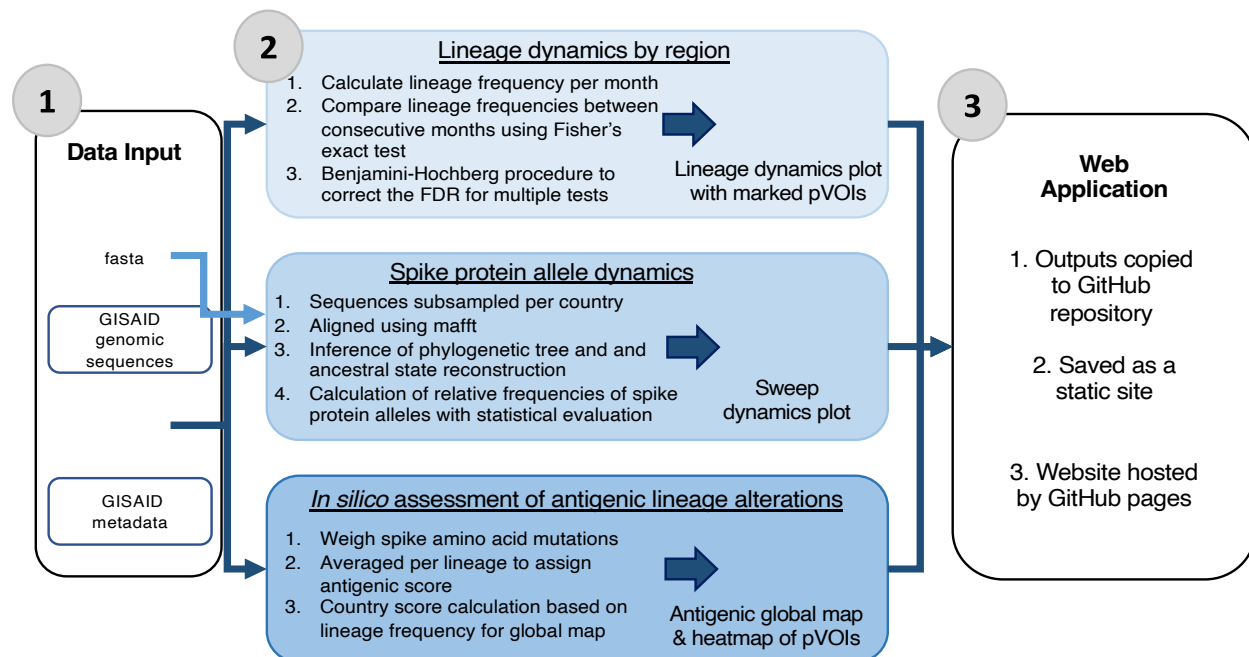 1
Data Input
fasta
GISAID
genomic
sequences
GISAID
metadata
2
Lineage dynamics by region
1. Calculate lineage frequency per month
2. Compare lineage frequencies between
consecutive months using Fisher's
exact test
3. Benjamini-Hochberg procedure to
correct the FDR for multiple tests
Lineage dynamics plot
with marked pVOIs
Spike protein allele dynamics
1. Sequences subsampled per country
2. Aligned using mafft
3. Inference of phylogenetic tree and and
ancestral state reconstruction
4. Calculation of relative frequencies of spike
protein alleles with statistical evaluation
Sweep
dynamics plot
In silico assessment of antigenic lineage alterations
1. Weigh spike amino acid mutations
2. Averaged per lineage to assign
antigenic score
3. Country score calculation based on
lineage frequency for global map
Antigenic global map
& heatmap of pVOIs
3
Web
Application
1. Outputs copied
to GitHub
repository
2. Saved as a
static site
3. Website hosted
by GitHub pages